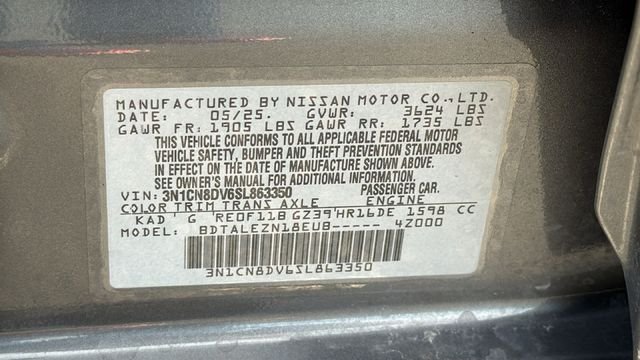 MANUFACTURED BY NISSAN MOTOR CO., LTD.
DATE: 05/25. GVWR: 3624 LBS
GAWR FR: 1905 LBS GAWR RR: 1735 LBS
THIS VEHICLE CONFORMS TO ALL APPLICABLE FEDERAL MOTOR
VEHICLE SAFETY, BUMPER AND THEFT PREVENTION STANDARDS
IN EFFECT ON THE DATE OF MANUFACTURE SHOWN ABOVE.
SEE OWNER'S MANUAL FOR ADDITIONAL INFORMATION.
VIN: 3N1CN8DV6SL863350 PASSENGER CAR.
COLOR TRIM TRANS AXLE ENGINE
KAD' G 'RE0F11B GZ39'HR16DE 1598 CC
MODEL: BDTALEZN18EU8----- 4Z000
3N1CN8DV6SL863350